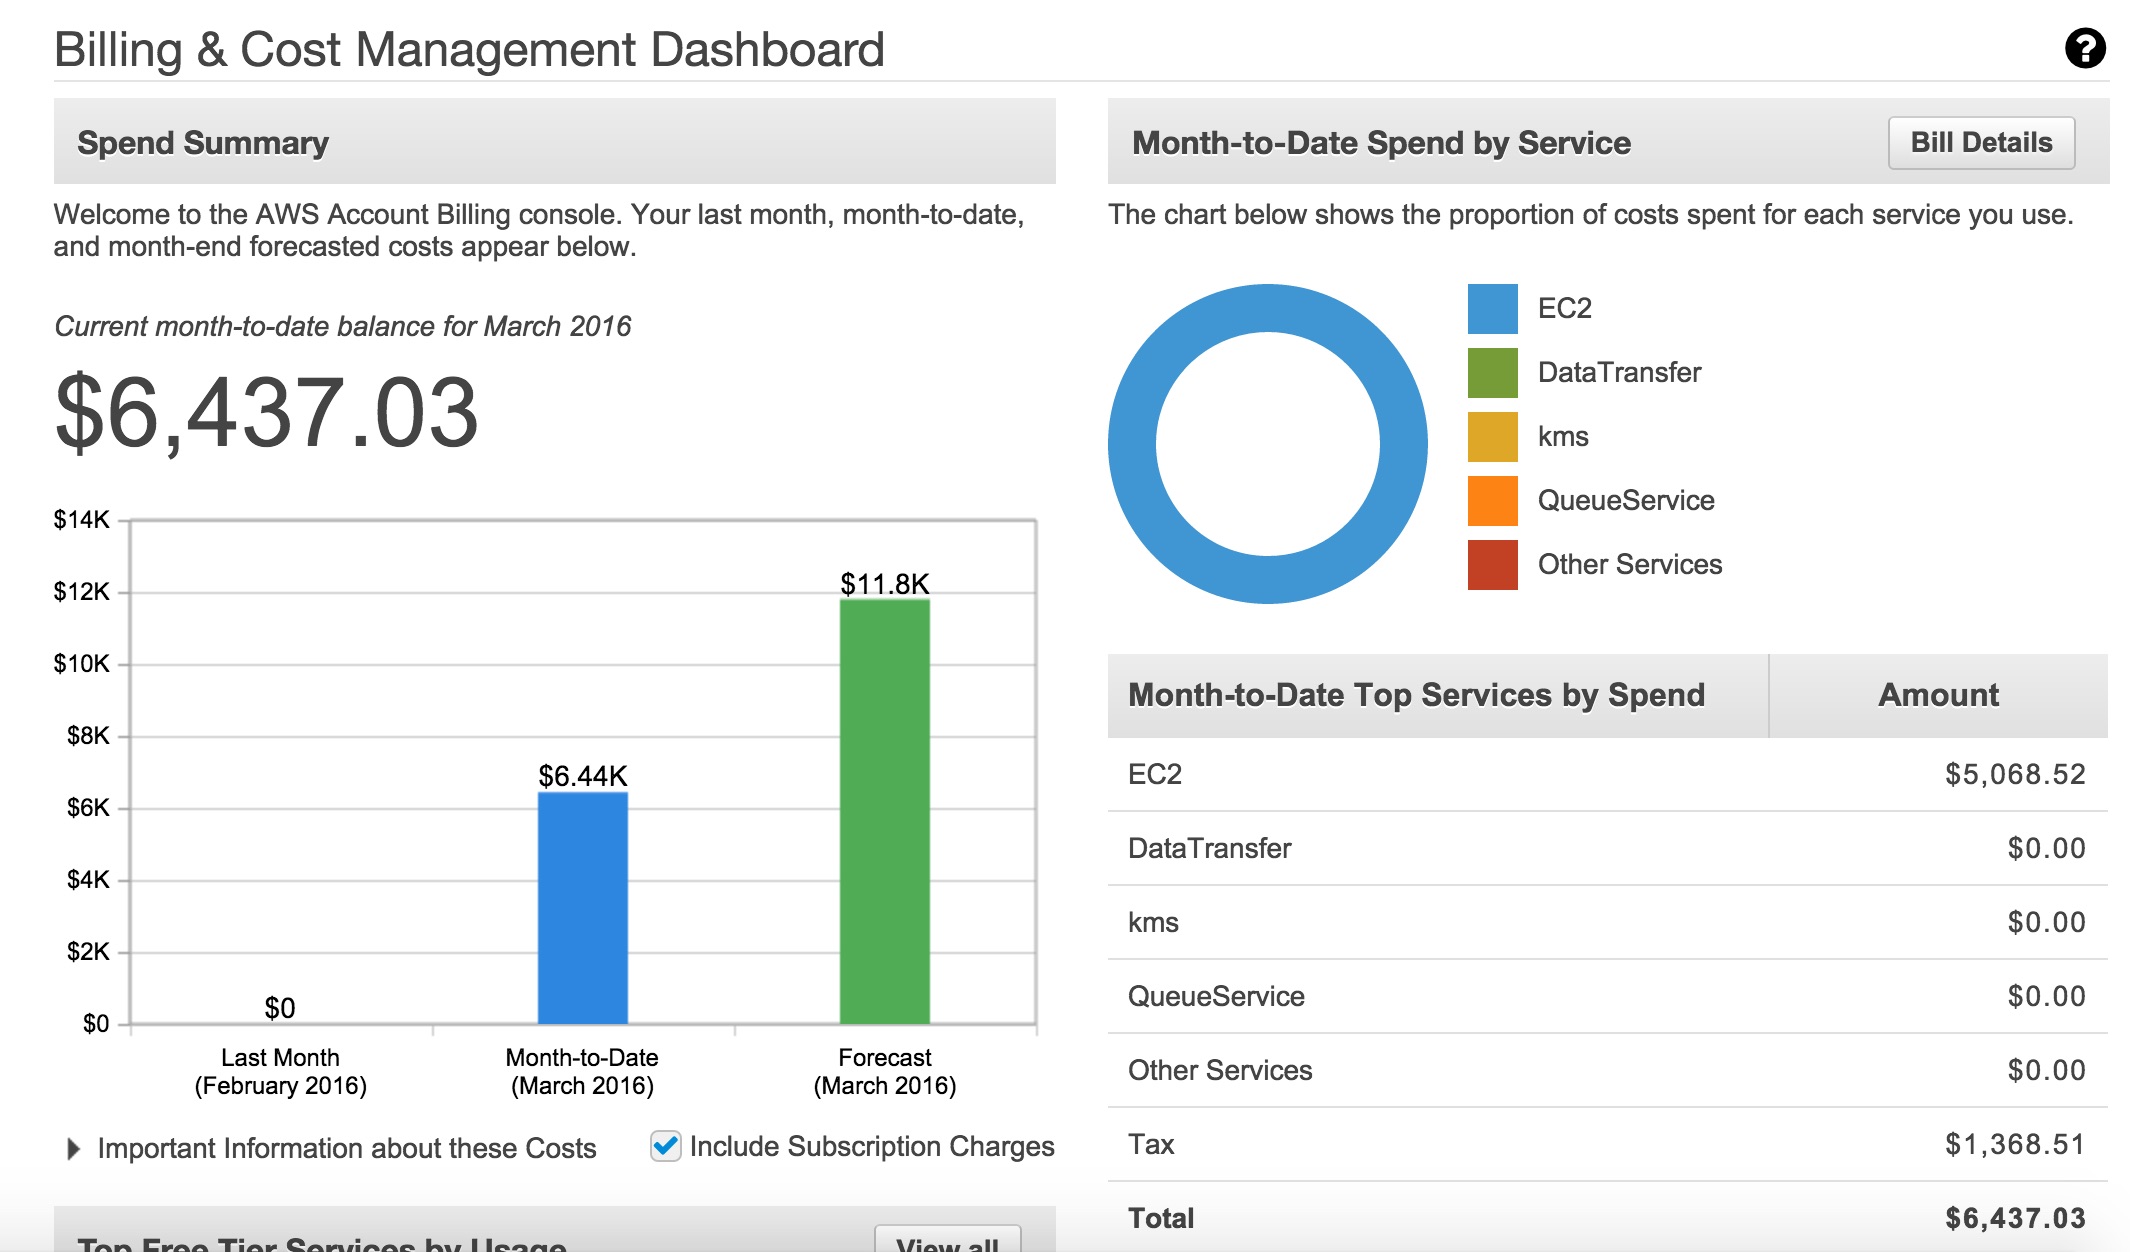 Billing & Cost Management Dashboard
?
Spend Summary
Welcome to the AWS Account Billing console. Your last month, month-to-date,
and month-end forecasted costs appear below.
Current month-to-date balance for March 2016
$6,437.03
$14K
$12K
$10K
$8K
$6K
$4K
$2K
$0
$0
$6.44K
$11.8K
Last Month
(February 2016)
Month-to-Date
(March 2016)
Forecast
(March 2016)
Important Information about these Costs
Include Subscription Charges
Top Free Tier Services by Usage
View all
Month-to-Date Spend by Service
Bill Details
The chart below shows the proportion of costs spent for each service you use.
EC2
DataTransfer
kms
QueueService
Other Services
Month-to-Date Top Services by Spend Amount
EC2 $5,068.52
DataTransfer $0.00
kms $0.00
QueueService $0.00
Other Services $0.00
Tax $1,368.51
Total $6,437.03